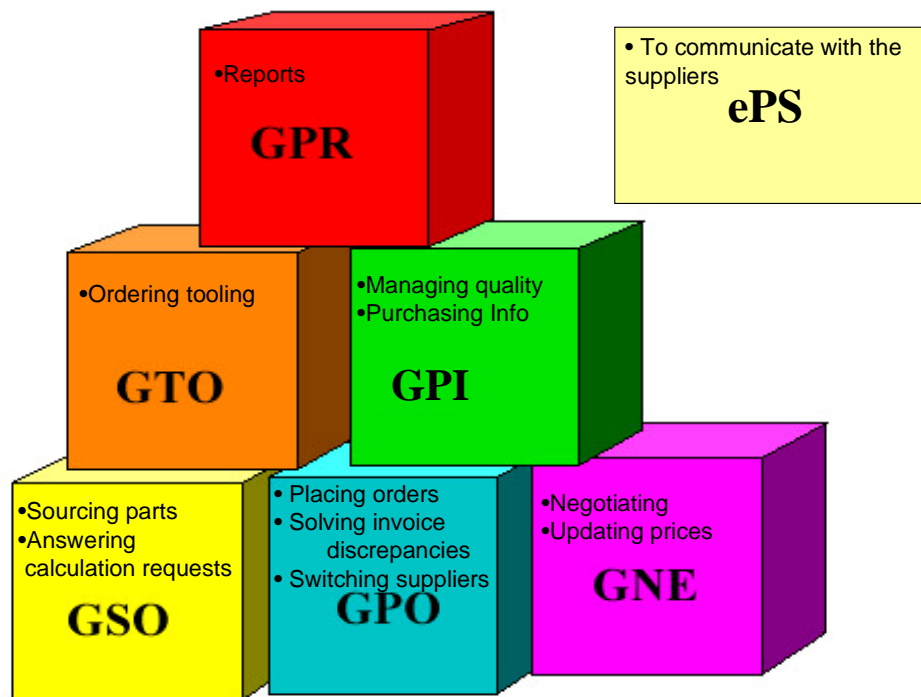 •Reports
GPR
• To communicate with the
suppliers
ePS
•Ordering tooling
GTO
•Managing quality
•Purchasing Info
GPI
•Sourcing parts
•Answering
calculation requests
GSO
• Placing orders
• Solving invoice
discrepancies
• Switching suppliers
GPO
•Negotiating
•Updating prices
GNE